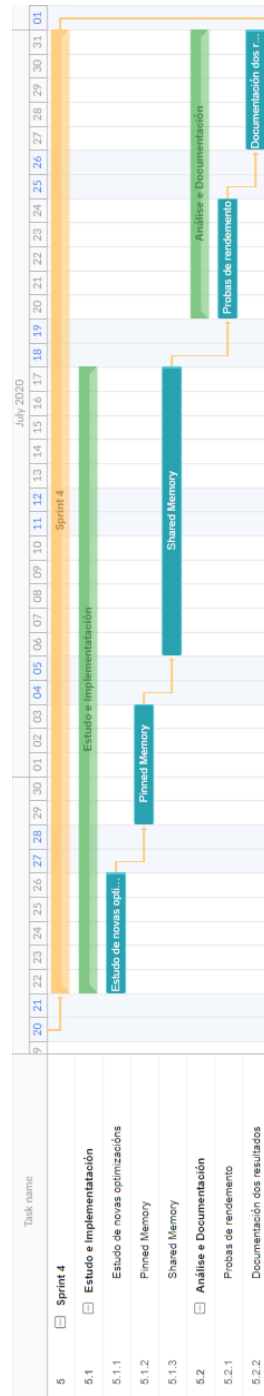 Task name
July 2020
9 20 21 22 23 24 25 26 27 28 29 30 01 02 03 04 05 06 07 08 09 10 11 12 13 14 15 16 17 18 19 20 21 22 23 24 25 26 27 28 29 30 31 01
5 Sprint 4
Sprint 4
5.1 Estudo e Implementatación
Estudo e Implementatación
5.1.1 Estudo de novas optimizacións
Estudo de novas opti...
5.1.2 Pinned Memory
Pinned Memory
5.1.3 Shared Memory
Shared Memory
5.2 Análise e Documentación
Análise e Documentación
5.2.1 Probas de rendemento
Probas de rendemento
5.2.2 Documentación dos resultados
Documentación dos r...